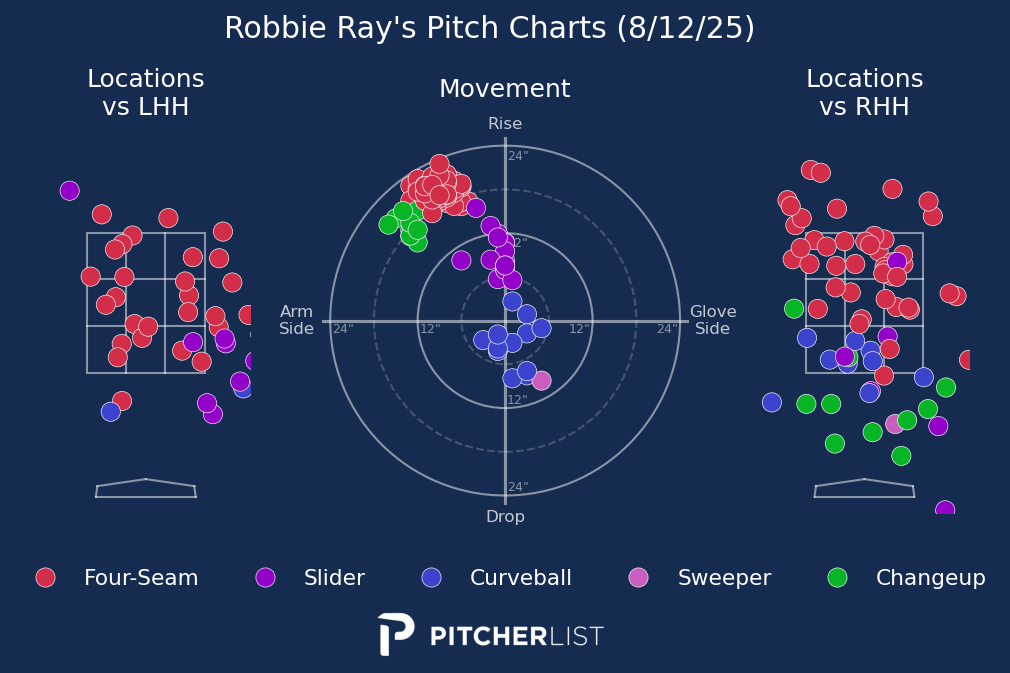 Robbie Ray's Pitch Charts (8/12/25)
Locations
vs LHH
Movement
Locations
vs RHH
Rise
24"
12"
Arm
Side
24"
12"
12"
24"
Glove
Side
12"
24"
Drop
Four-Seam
Slider
Curveball
Sweeper
Changeup
PITCHERLIST